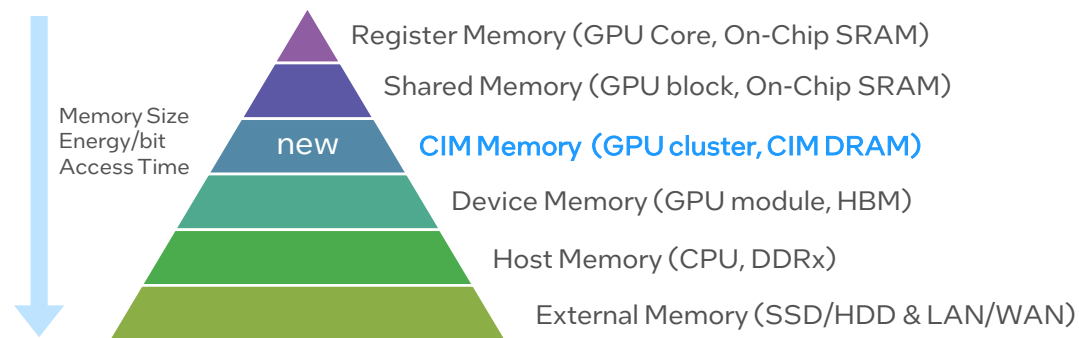 Register Memory (GPU Core, On-Chip SRAM)
Shared Memory (GPU block, On-Chip SRAM)
Memory Size
Energy/bit
Access Time
new
CIM Memory (GPU cluster, CIM DRAM)
Device Memory (GPU module, HBM)
Host Memory (CPU, DDRx)
External Memory (SSD/HDD & LAN/WAN)